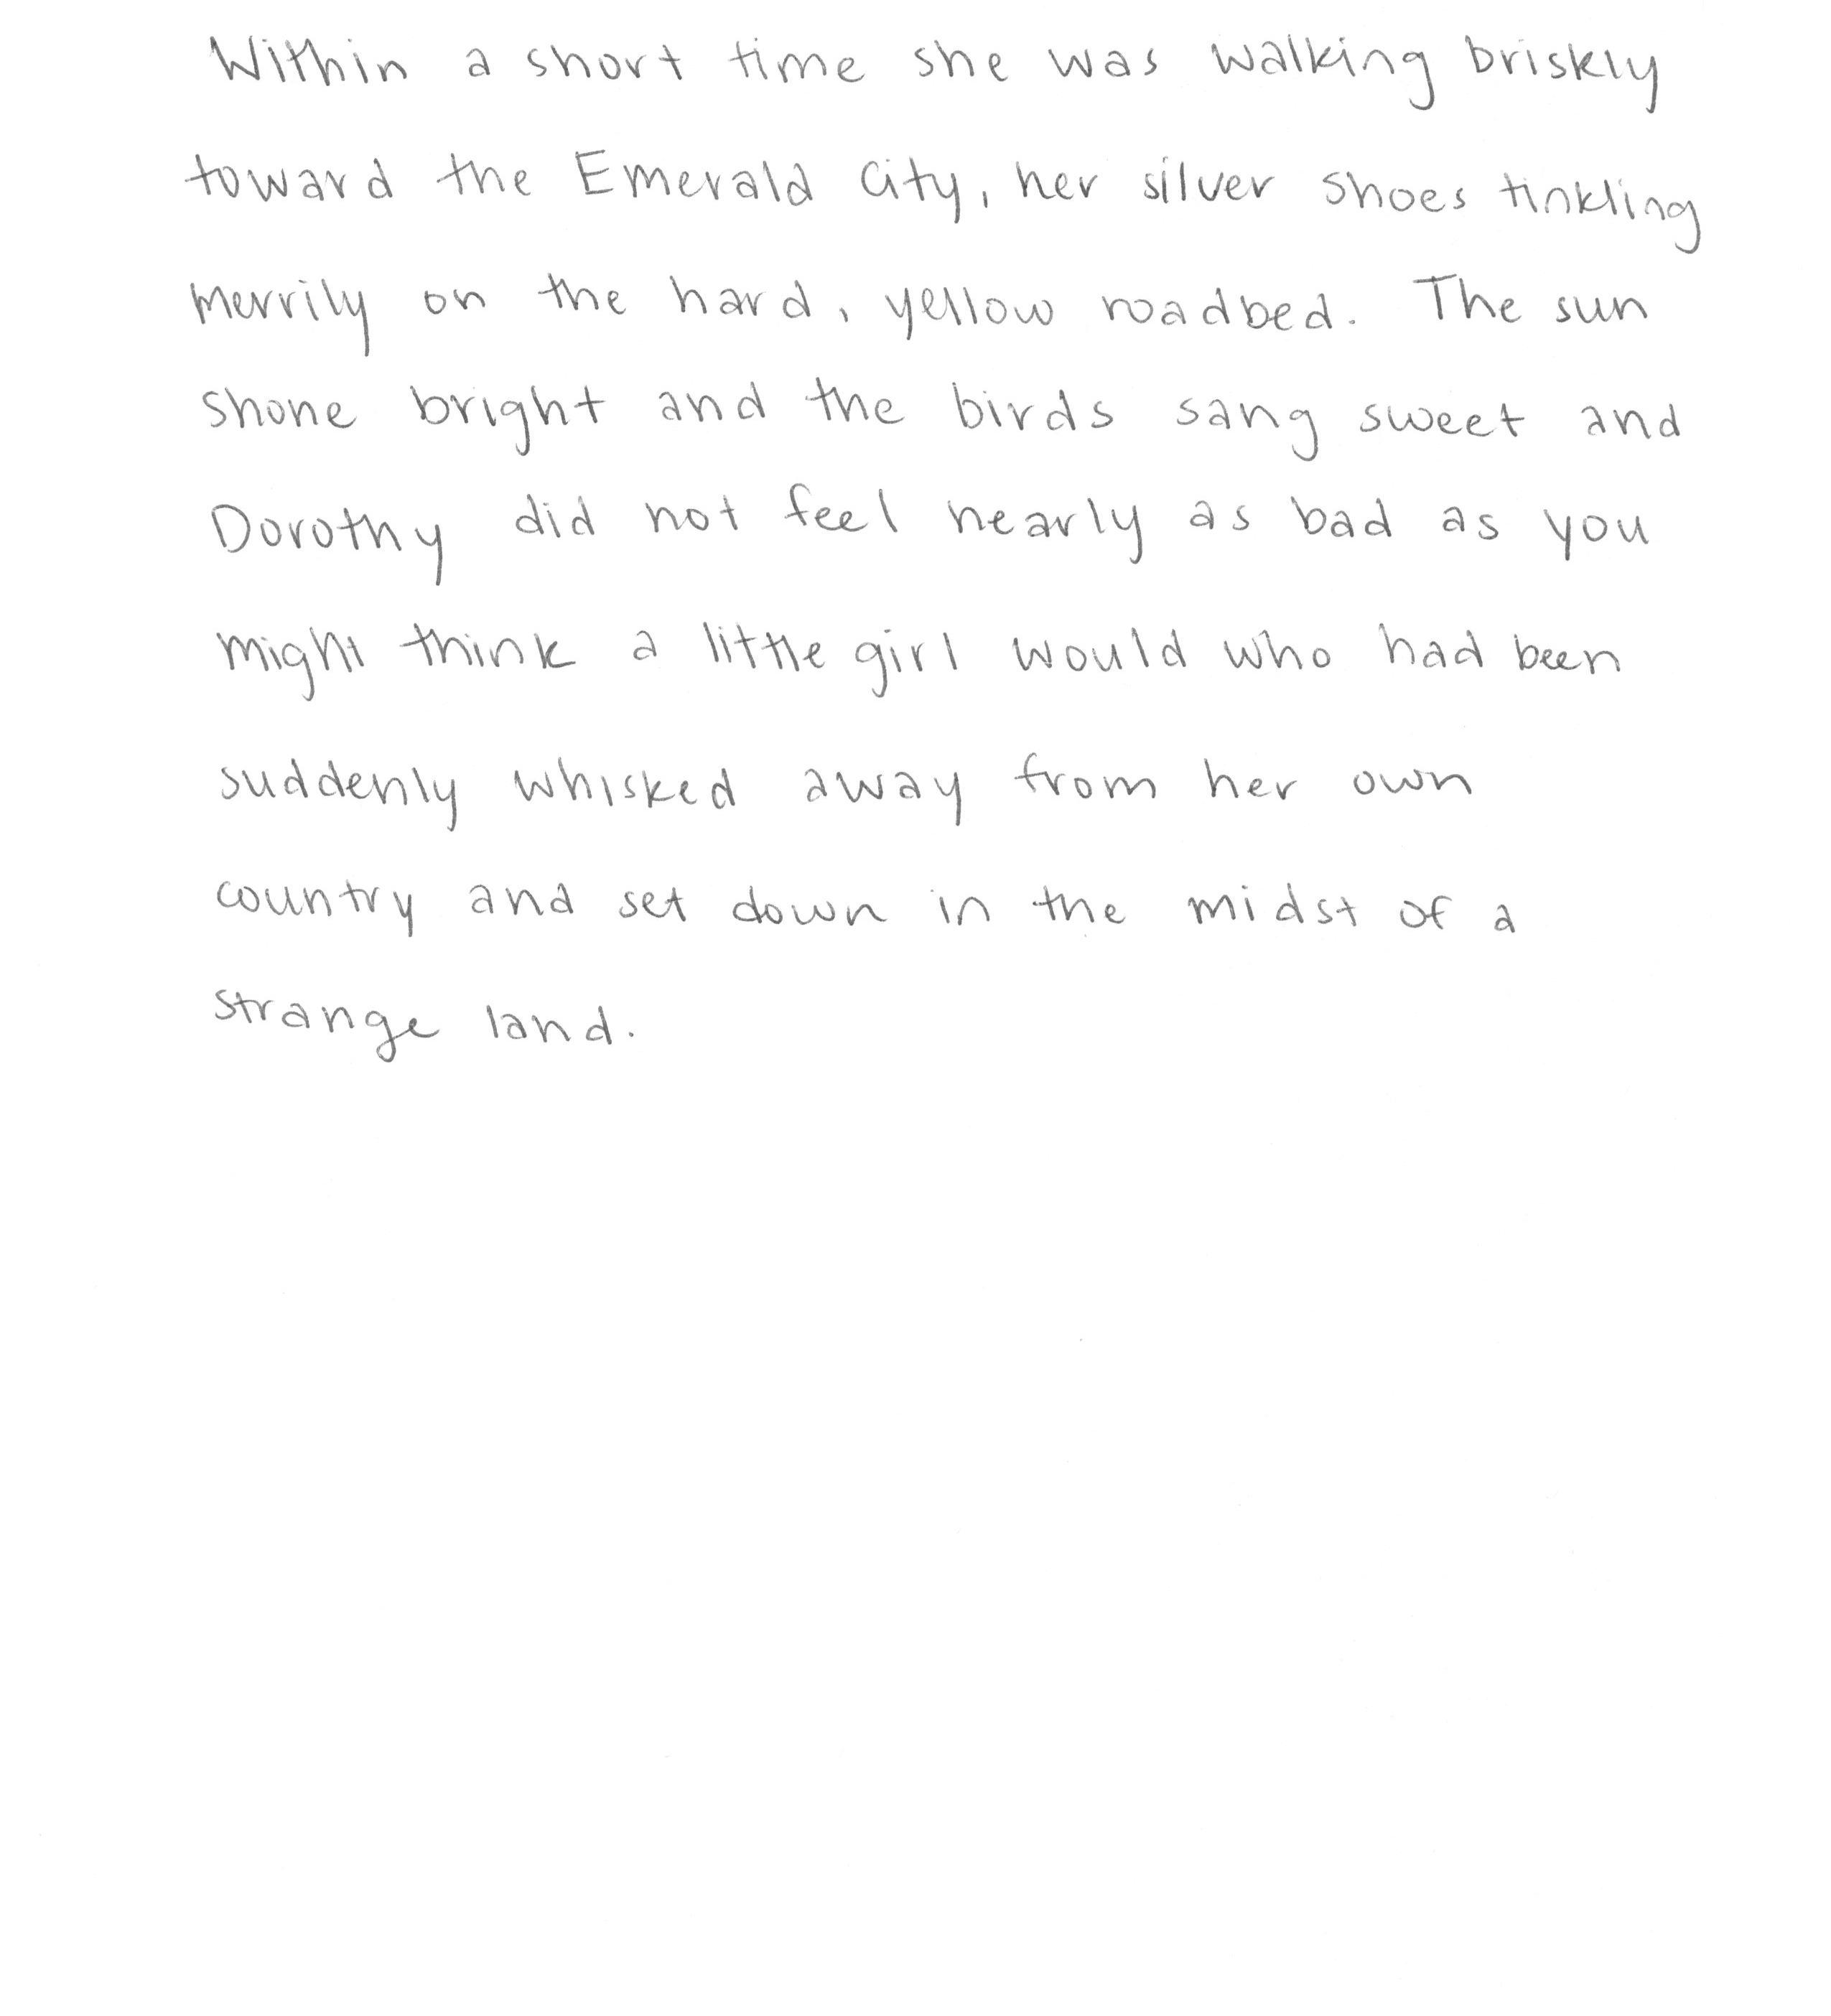 Within a short time she was walking briskly
toward the Emerald City, her silver shoes tinkling
merrily on the hard, yellow roadbed. The sun
shone bright and the birds sang sweet and
Dorothy did not feel nearly as bad as you
might think a little girl would who had been
suddenly whisked away from her own
country and set down in the midst of a
strange land.